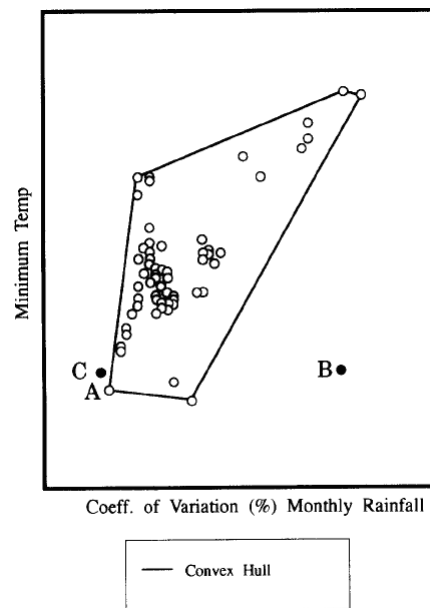 Minimum Temp
C
A
B
Coeff. of Variation (%) Monthly Rainfall
Convex Hull